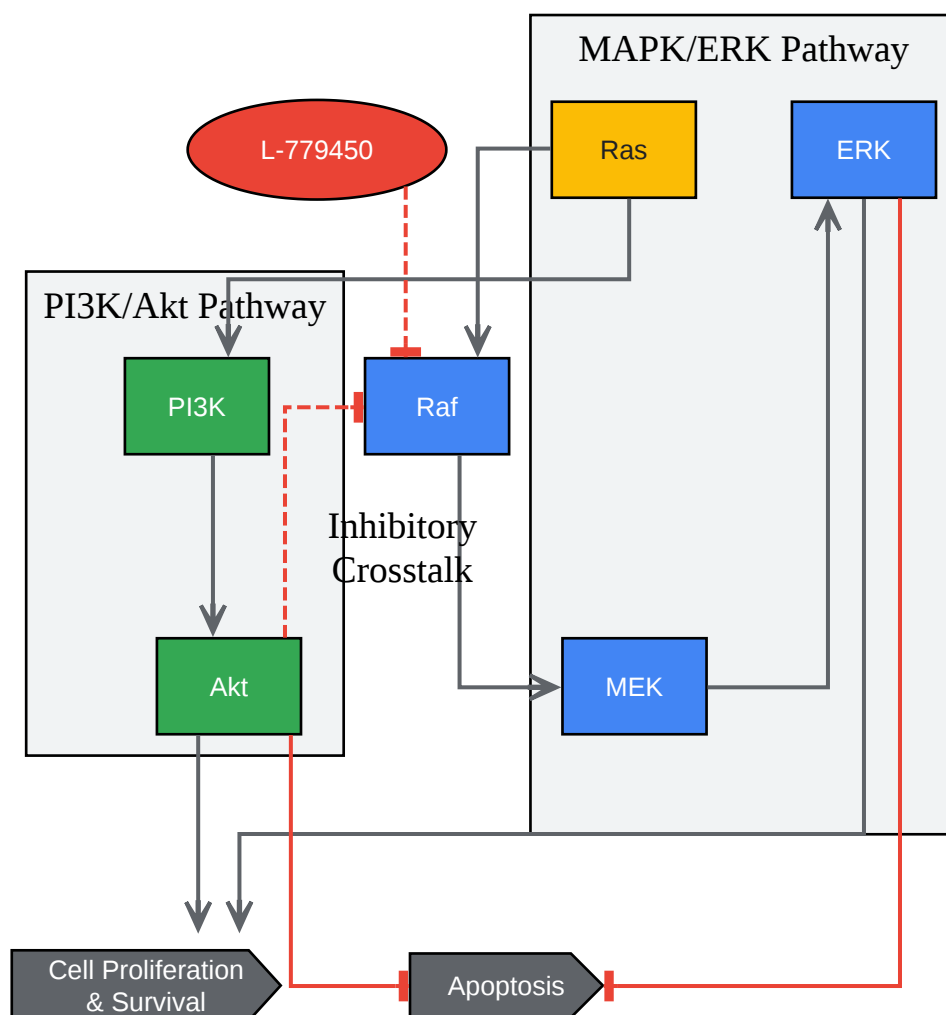 MAPK/ERK Pathway
L-779450
Ras
ERK
PI3K/Akt Pathway
PI3K
Raf
Inhibitory
Crosstalk
Akt
MEK
Cell Proliferation
& Survival
Apoptosis